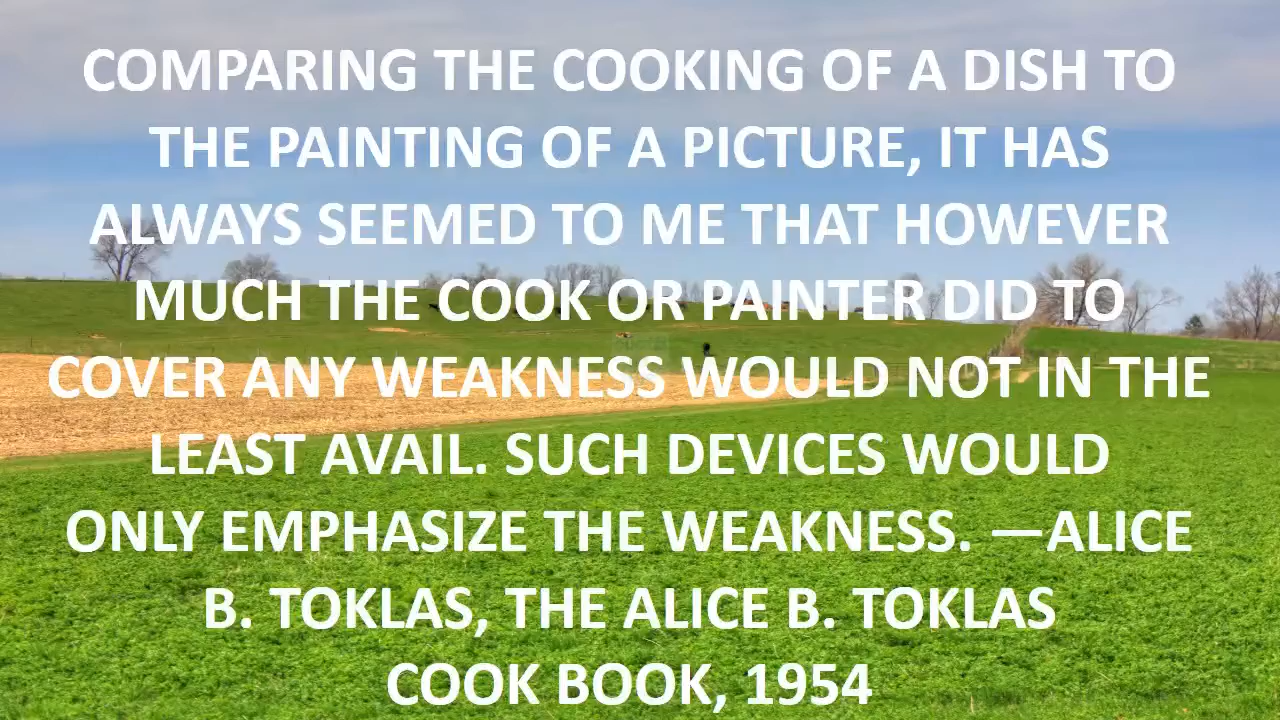 COMPARING THE COOKING OF A DISH TO
THE PAINTING OF A PICTURE, IT HAS
ALWAYS SEEMED TO ME THAT HOWEVER
MUCH THE COOK OR PAINTER DID TO
COVER ANY WEAKNESS WOULD NOT IN THE
LEAST AVAIL. SUCH DEVICES WOULD
ONLY EMPHASIZE THE WEAKNESS. —ALICE
B. TOKLAS, THE ALICE B. TOKLAS
COOK BOOK, 1954